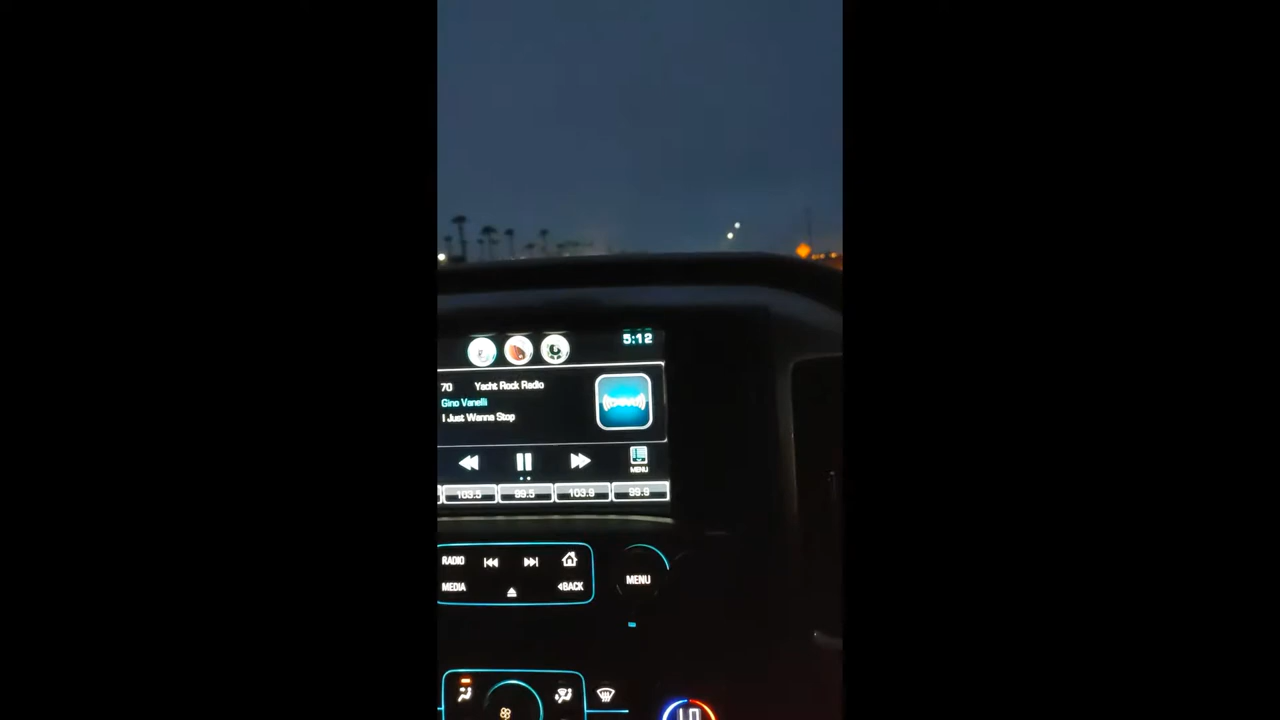 5:12
70 Yacht Rock Radio
Gino Vanelli
I Just Wanna Stop
MENU
103.5 99.5 103.9 99.9
RADIO
MENU
MEDIA
BACK
LO